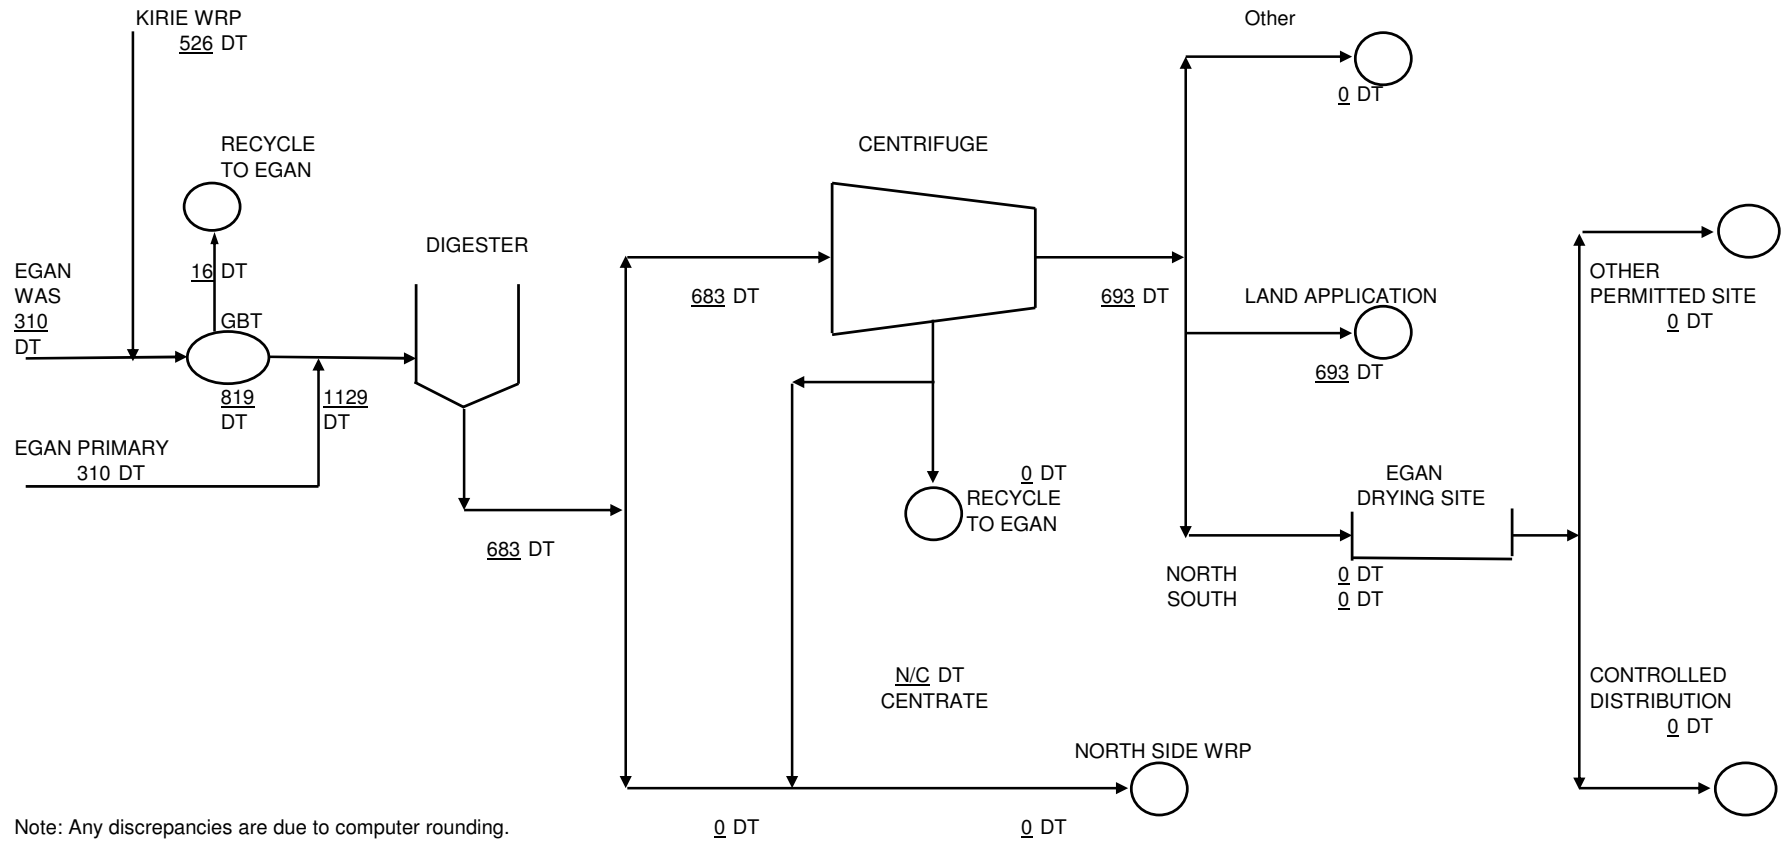 KIRIE WRP
526 DT
Other
0 DT
RECYCLE
TO EGAN
CENTRIFUGE
DIGESTER
16 DT
EGAN
WAS
310
DT
GBT
819
DT
1129
DT
EGAN PRIMARY
310 DT
683 DT
683 DT
693 DT
LAND APPLICATION
693 DT
OTHER
PERMITTED SITE
0 DT
0 DT
RECYCLE
TO EGAN
EGAN
DRYING SITE
NORTH 0 DT
SOUTH 0 DT
N/C DT
CENTRATE
CONTROLLED
DISTRIBUTION
0 DT
NORTH SIDE WRP
Note: Any discrepancies are due to computer rounding.
0 DT
0 DT